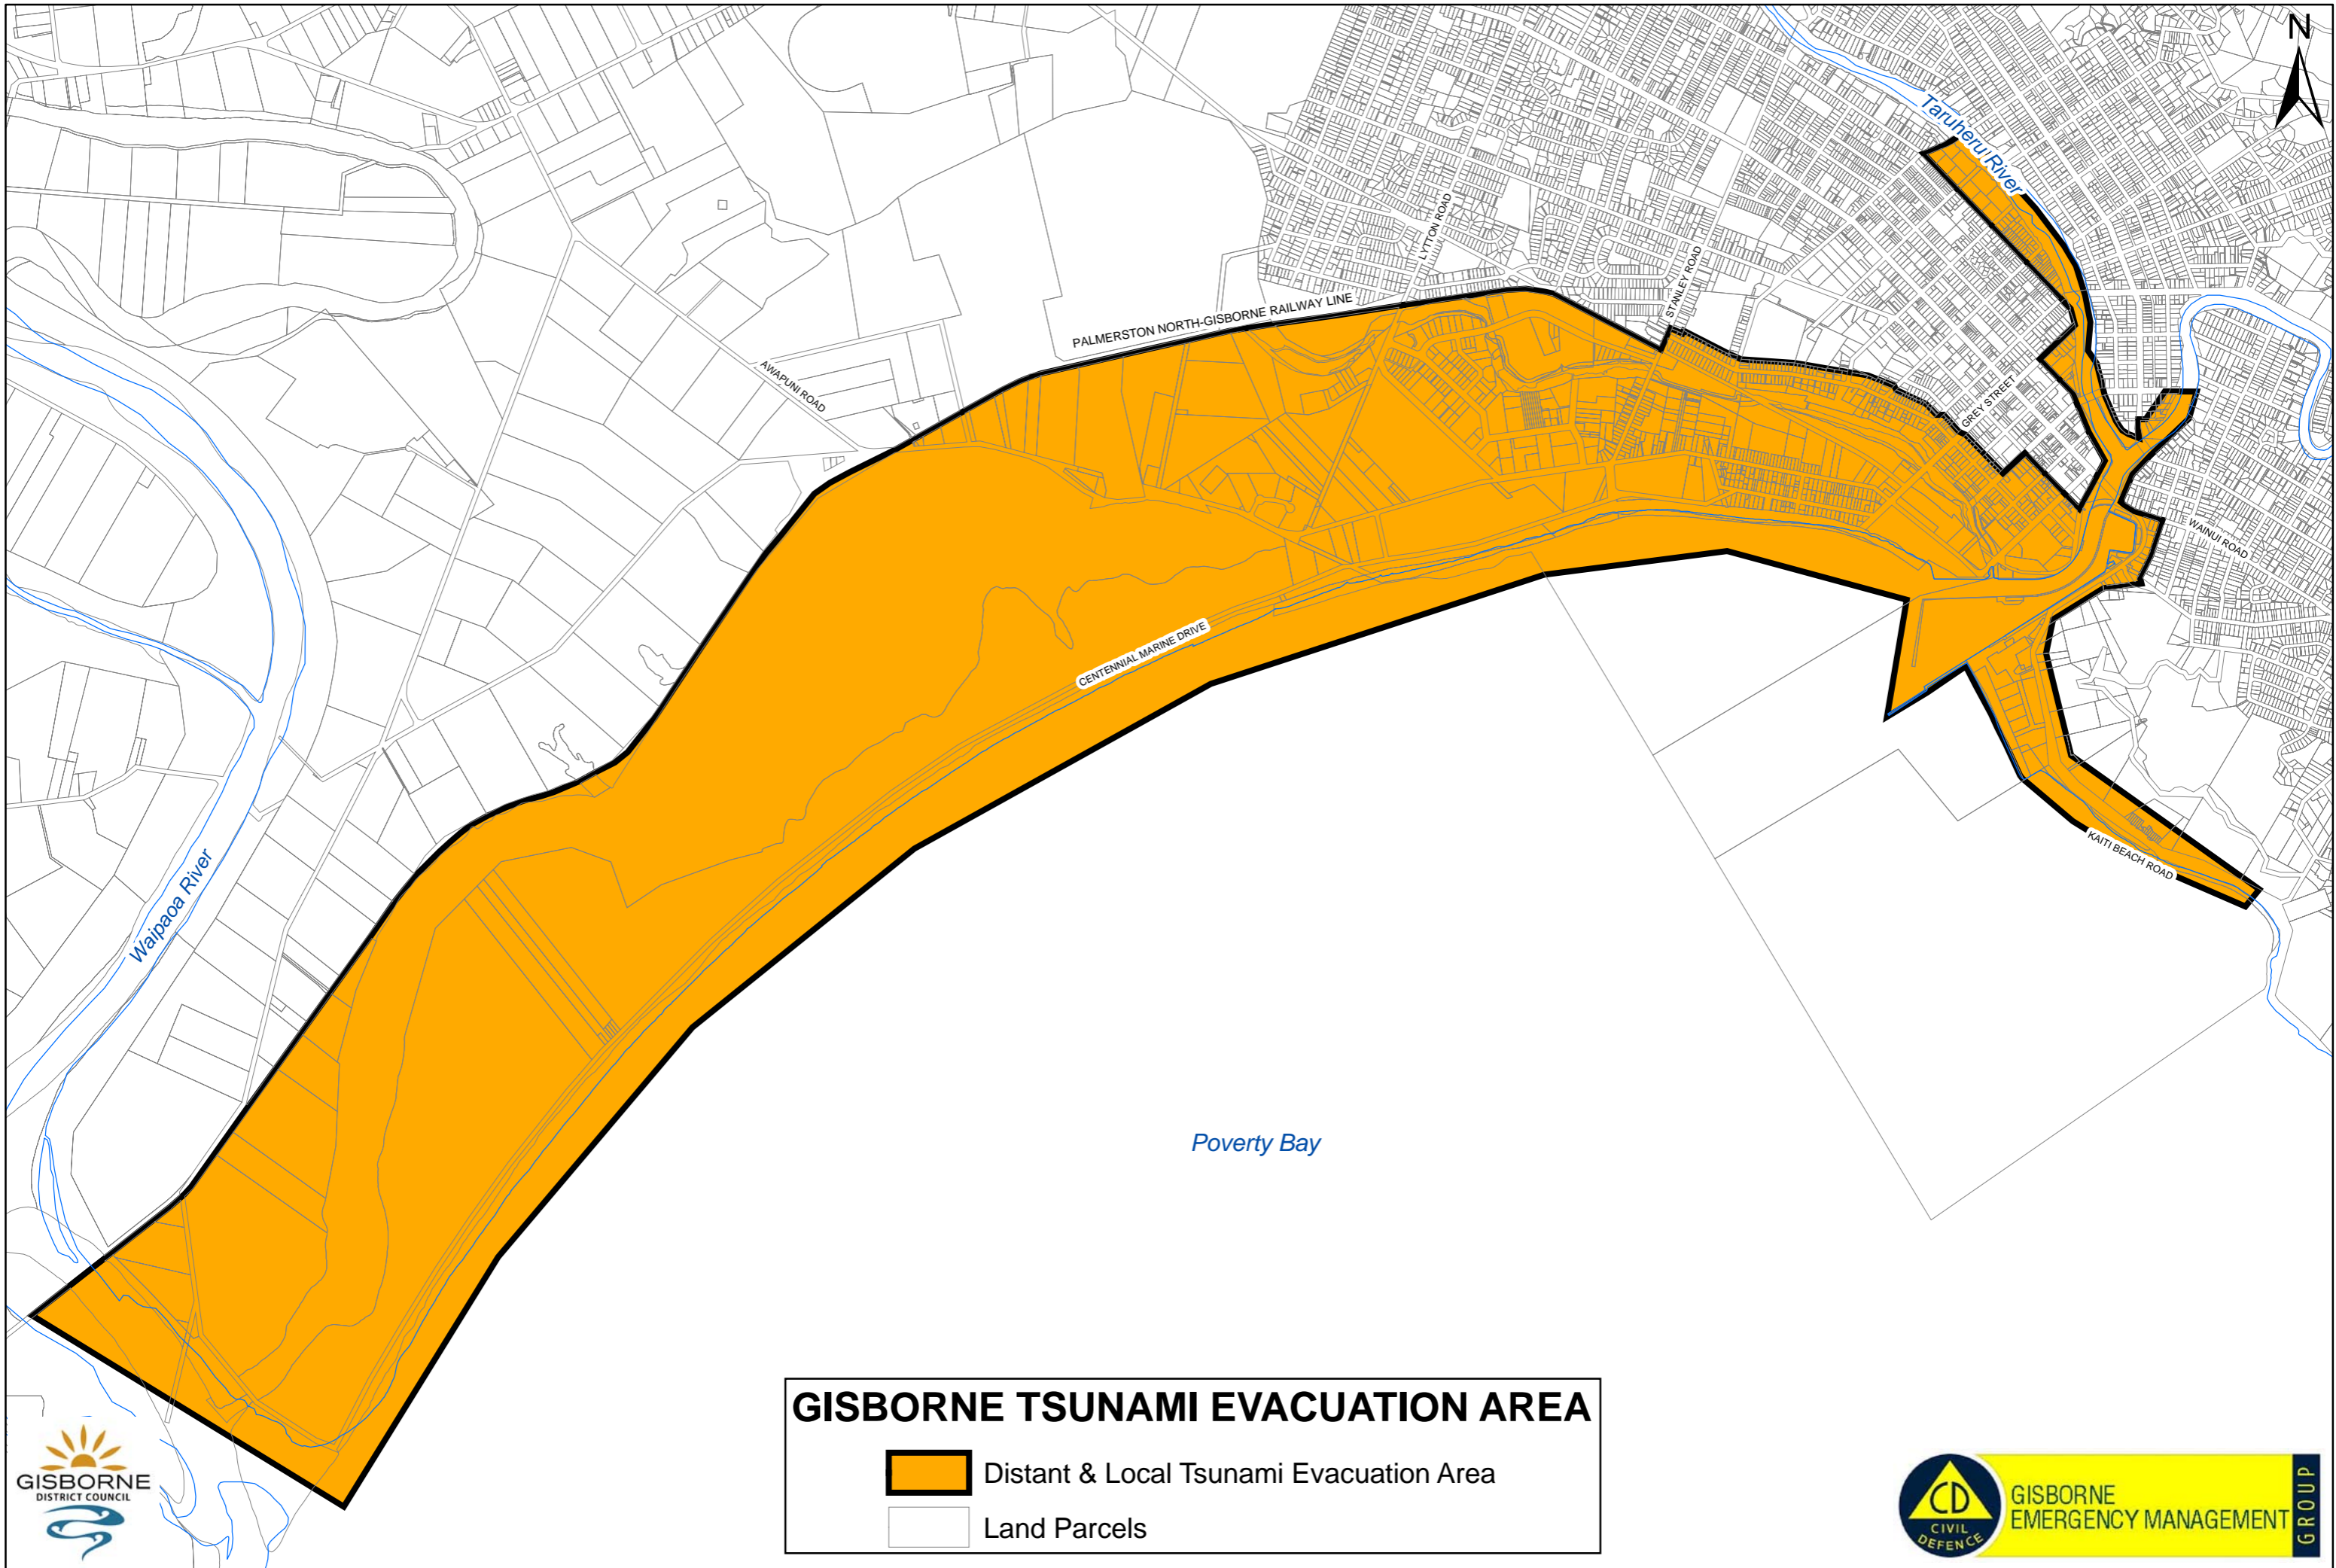 N
Taruheru River
LYTTON ROAD
STANLEY ROAD
PALMERSTON NORTH-GISBORNE RAILWAY LINE
AWAPUNI ROAD
GREY STREET
WAINUI ROAD
CENTENNIAL MARINE DRIVE
KAITI BEACH ROAD
Waipaoa River
Poverty Bay
GISBORNE TSUNAMI EVACUATION AREA
Distant & Local Tsunami Evacuation Area
Land Parcels
GISBORNE
DISTRICT COUNCIL
CD
CIVIL
DEFENCE
GISBORNE
EMERGENCY MANAGEMENT
GROUP